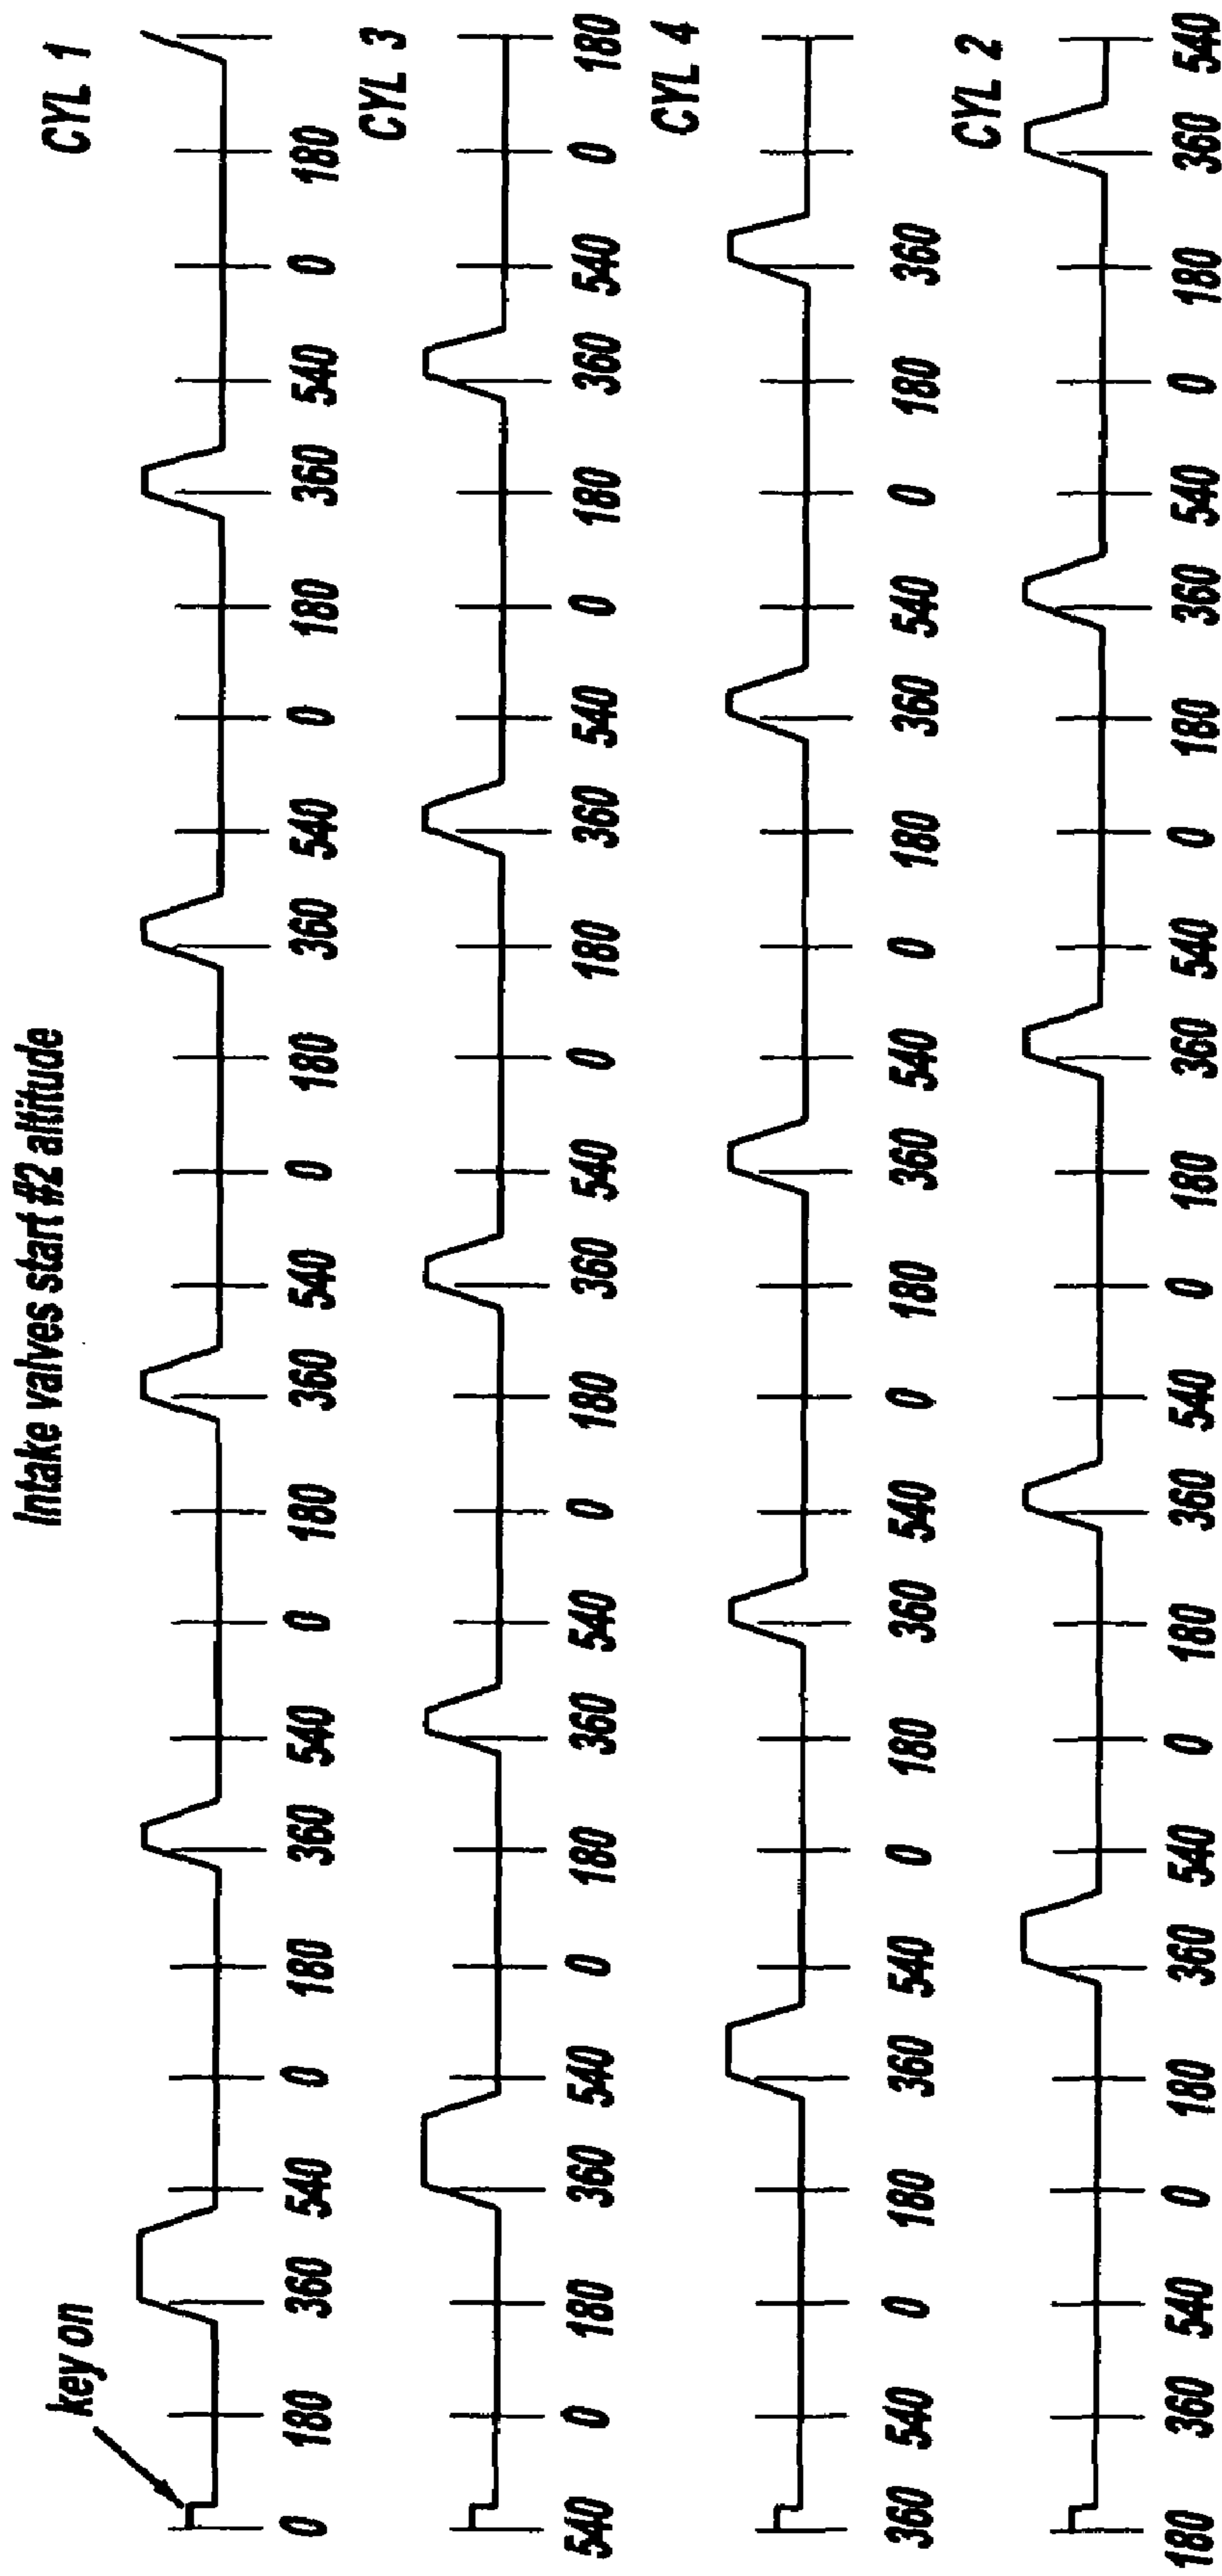 Intake valves start #2 altitude
key on
CYL 1
0 180 360 540 0 180 360 540 0 180 360 540 0 180 360 540 0 180 360 540 0 180
CYL 3
540 0 180 360 540 0 180 360 540 0 180 360 540 0 180 360 540 0 180 360 540 0 180
CYL 4
360 540 0 180 360 540 0 180 360 540 0 180 360 540 0 180 360 540 0 180 360
CYL 2
180 360 540 0 180 360 540 0 180 360 540 0 180 360 540 0 180 360 540 0 180 360 540